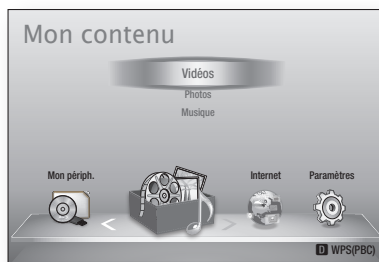 Mon contenu
Vidéos
Photos
Musique
Mon périph.
Internet
Paramètres
D WPS(PBC)